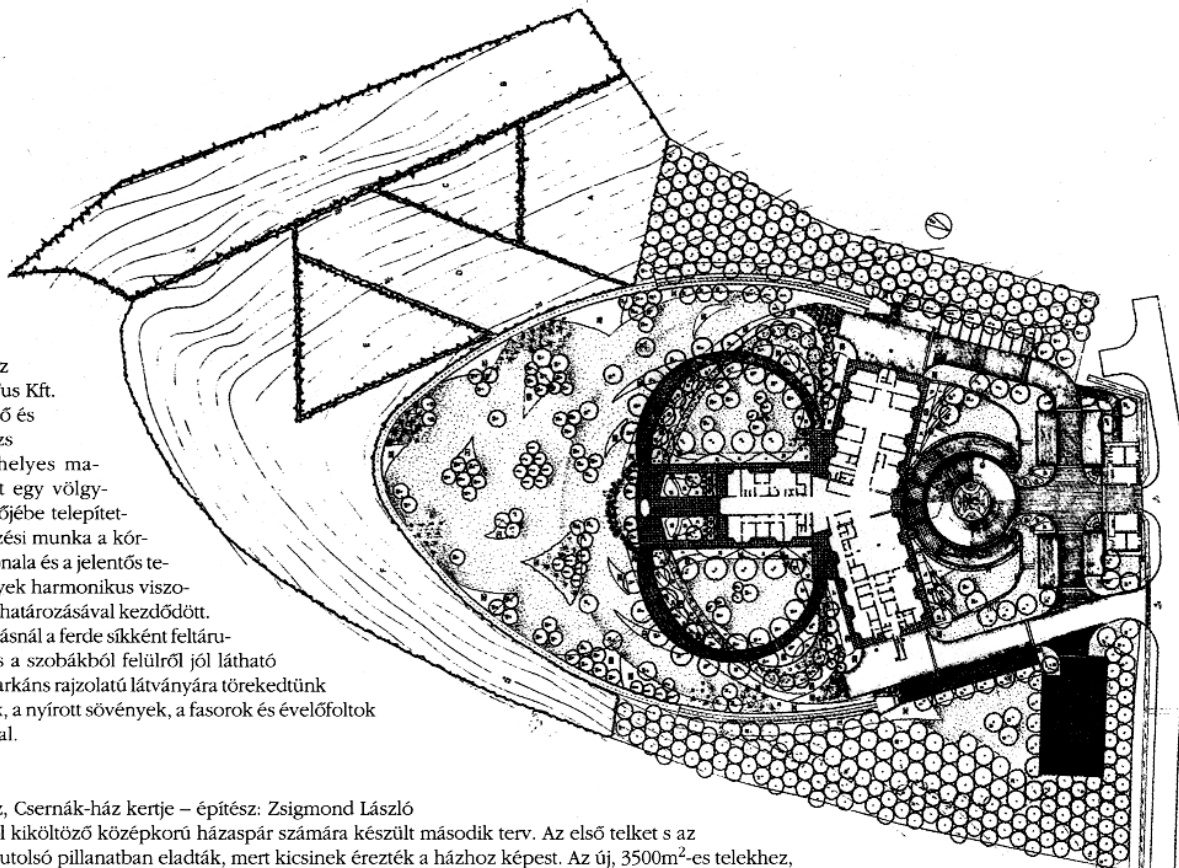 z
us Kft.
ő és
zs
helyes ma-
t egy völgy-
őjébe telepítet-
zési munka a kór-
nala és a jelentős te-
yek harmonikus viszo-
határozásával kezdődött.
ásnál a ferde síkként feltáru-
s a szobákból felülről jól látható
arkáns rajzolatú látványára törekedtünk
k, a nyírott sövények, a fasorok és évelőfoltok
al.
z, Csernák-ház kertje – építész: Zsigmond László
l kiköltöző középkorú házaspár számára készült második terv. Az első telket s az
utolsó pillanatban eladták, mert kicsinek érezték a házhoz képest. Az új, 3500m²-es telekhez,